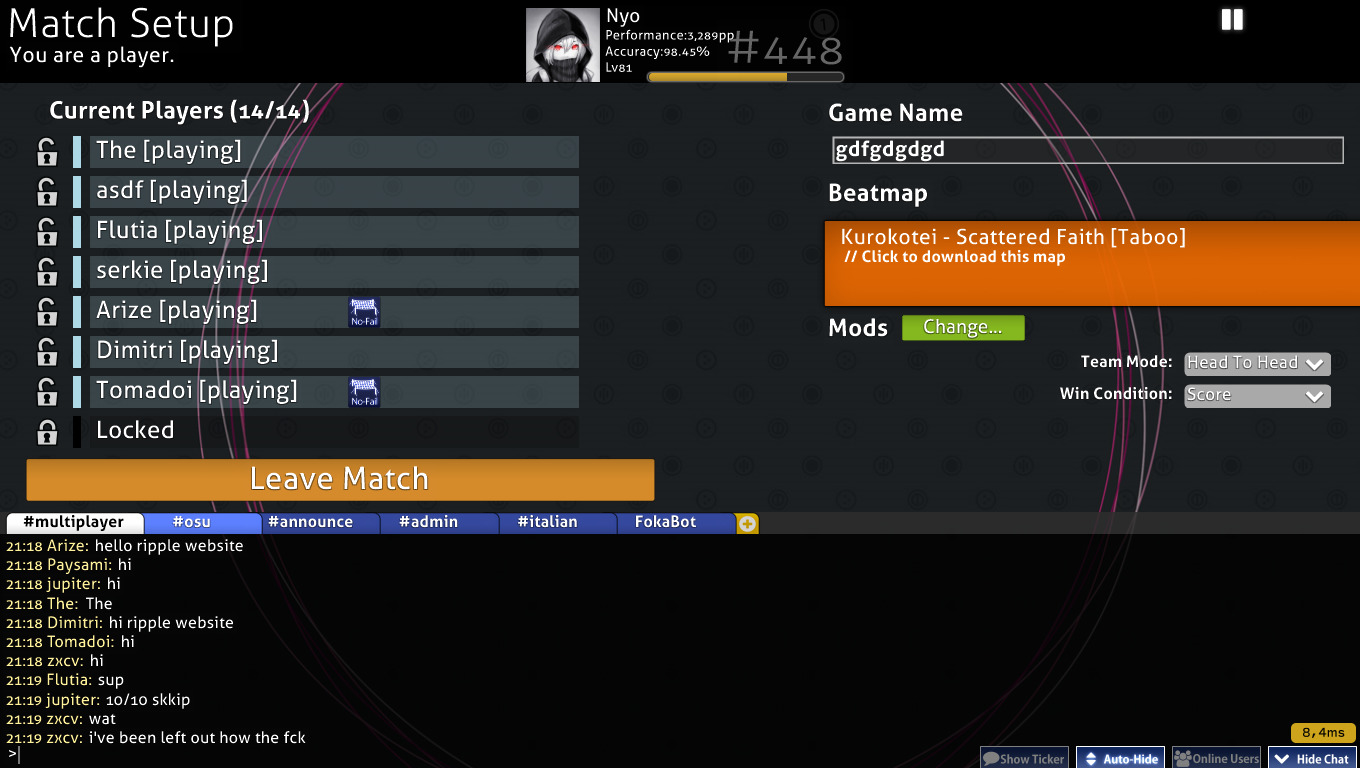 Match Setup
You are a player.
Nyo
Performance:3,289pp
Accuracy:98.45%
Lv81
#448
1
Current Players (14/14)
The [playing]
asdf [playing]
Flutia [playing]
serkie [playing]
Arize [playing]
No-Fail
Dimitri [playing]
Tomadoi [playing]
No-Fail
Locked
Leave Match
Game Name
gdfgdgdgd
Beatmap
Kurokotei - Scattered Faith [Taboo]
// Click to download this map
Mods
Change...
Team Mode: Head To Head
Win Condition: Score
#multiplayer #osu #announce #admin #italian FokaBot
21:18 Arize: hello ripple website
21:18 Paysami: hi
21:18 jupiter: hi
21:18 The: The
21:18 Dimitri: hi ripple website
21:18 Tomadoi: hi
21:18 zxcv: hi
21:19 Flutia: sup
21:19 jupiter: 10/10 skkip
21:19 zxcv: wat
21:19 zxcv: i've been left out how the fck
>
8,4ms
Show Ticker Auto-Hide Online Users Hide Chat